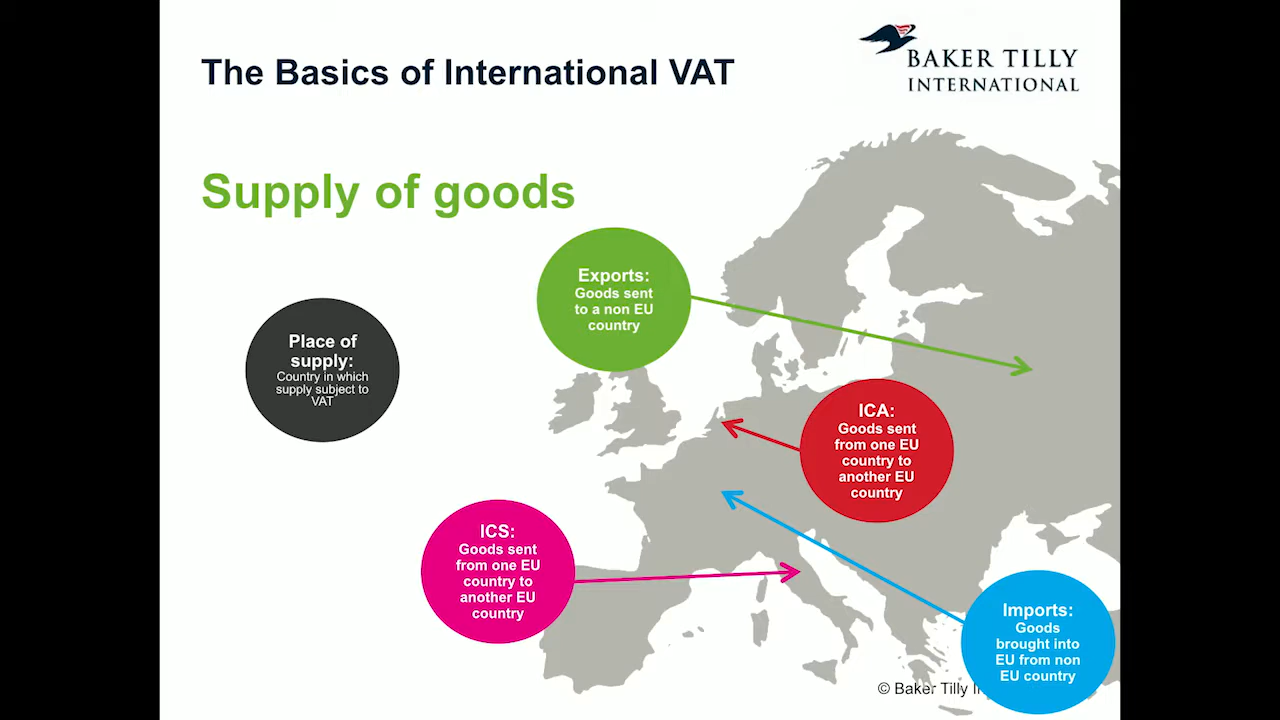 The Basics of International VAT
BAKER TILLY
INTERNATIONAL
Supply of goods
Exports:
Goods sent
to a non EU
country
Place of
supply:
Country in which
supply subject to
VAT
ICA:
Goods sent
from one EU
country to
another EU
country
ICS:
Goods sent
from one EU
country to
another EU
country
Imports:
Goods
brought into
EU from non
EU country
© Baker Tilly